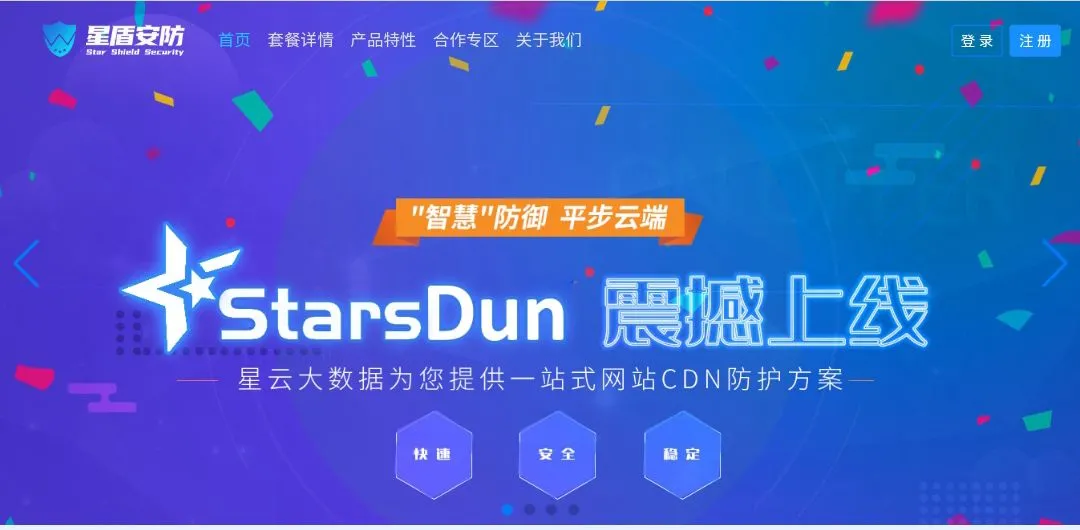 星盾安防
Star Shield Security
首页 套餐详情 产品特性 合作专区 关于我们
登录 注册
"智慧"防御 平步云端
StarsDun 震撼上线
星云大数据为您提供一站式网站CDN防护方案
快速 安全 稳定